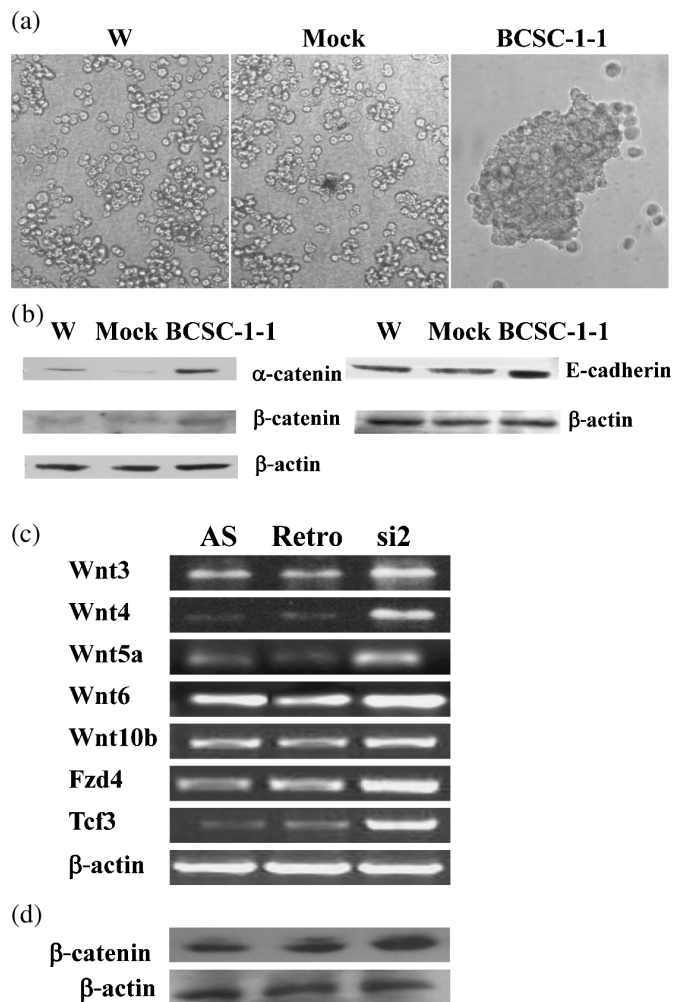 (a)
W Mock BCSC-1-1
(b)
W Mock BCSC-1-1 W Mock BCSC-1-1
α-catenin E-cadherin
β-catenin β-actin
β-actin
(c)
AS Retro si2
Wnt3
Wnt4
Wnt5a
Wnt6
Wnt10b
Fzd4
Tcf3
β-actin
(d)
β-catenin
β-actin